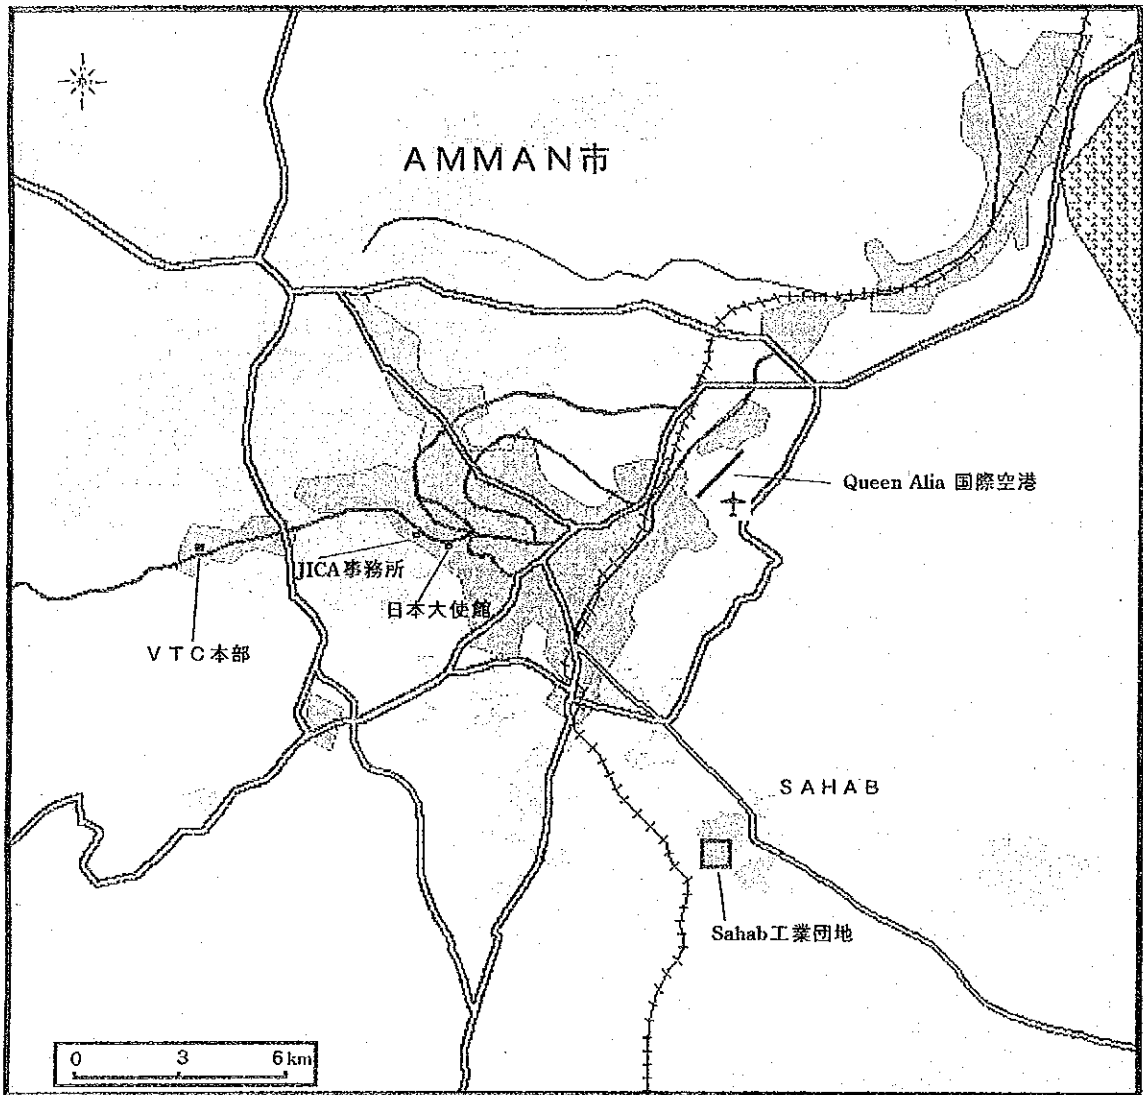 AMMAN市
Queen Alia 国際空港
JICA事務所
日本大使館
VTC本部
SAHAB
Sahab工業団地
0 3 6km